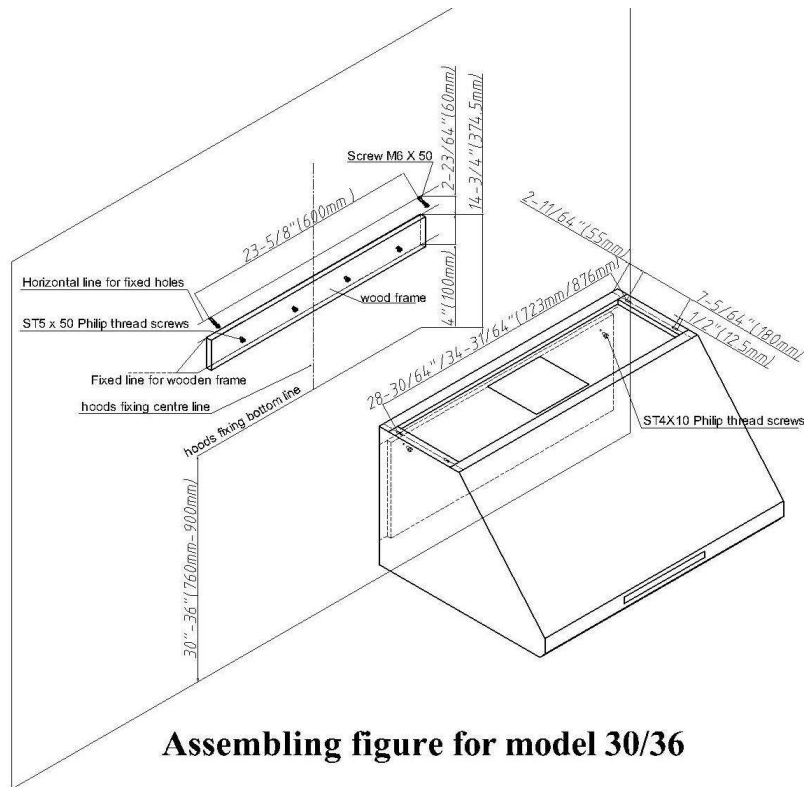 Screw M6 X 50
2-23/64"(60mm)
14-3/4"(374.5mm)
23-5/8"(600mm)
2-11/64"(55mm)
Horizontal line for fixed holes
wood frame
4"(100mm)
7-5/64"(180mm)
1/2"(12.5mm)
ST5 x 50 Philip thread screws
28-30/64"/34-31/64"(723mm/876mm)
Fixed line for wooden frame
hoods fixing centre line
ST4X10 Philip thread screws
hoods fixing bottom line
30"-36"(760mm-900mm)
Assembling figure for model 30/36